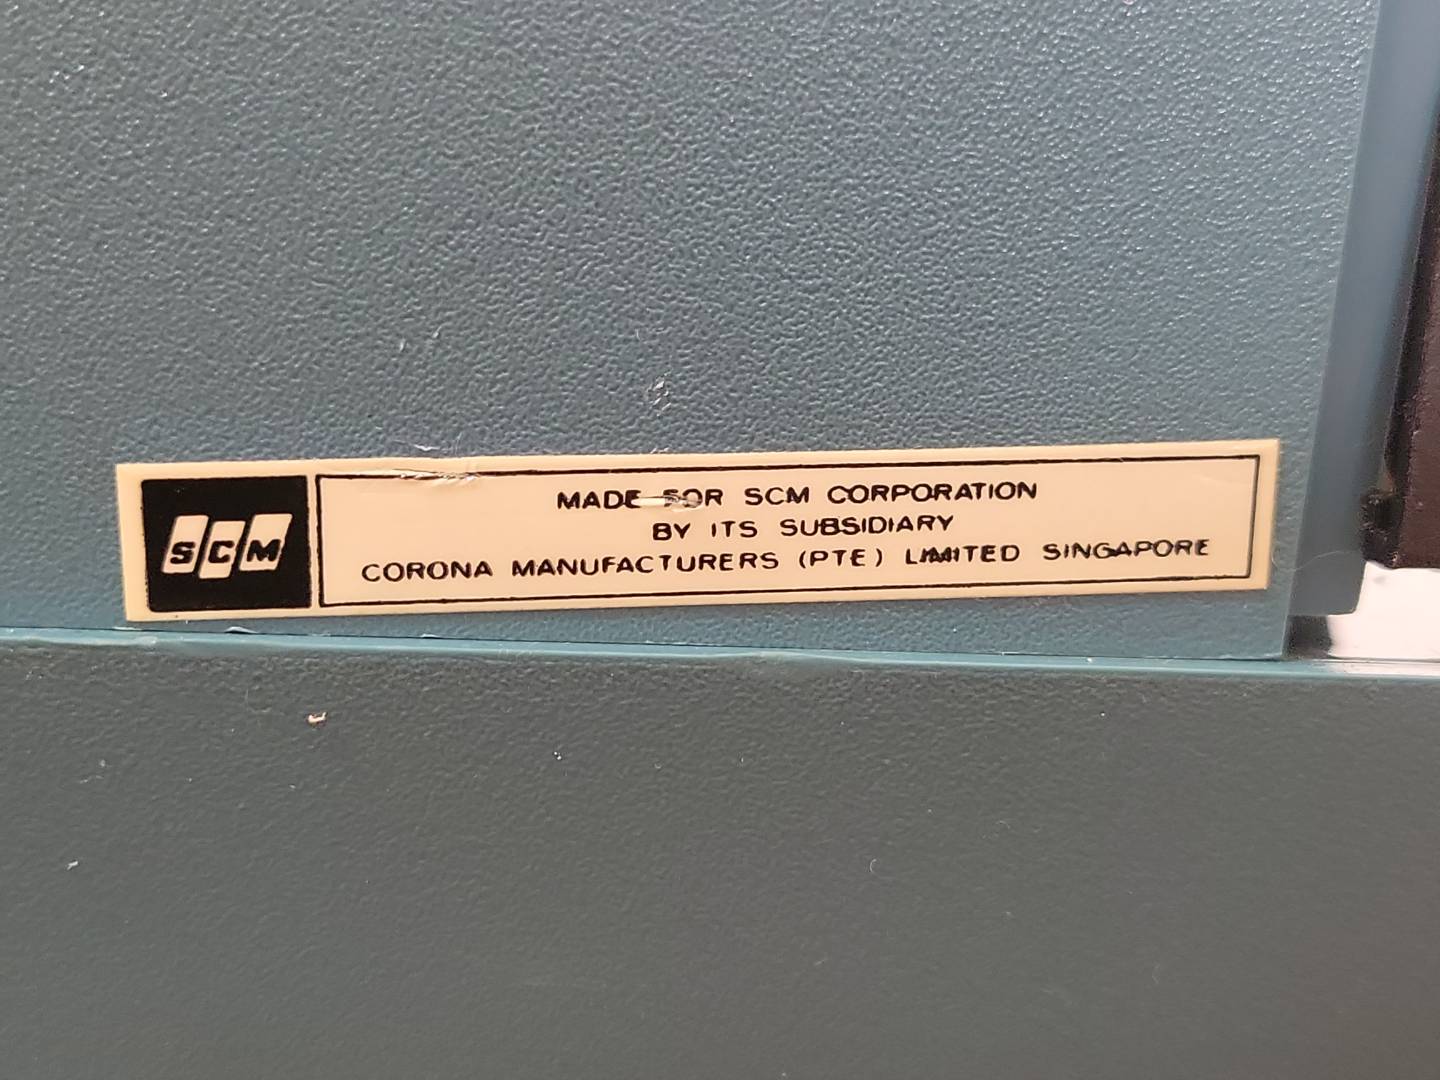 SCM
MADE FOR SCM CORPORATION
BY ITS SUBSIDIARY
CORONA MANUFACTURERS (PTE) LIMITED SINGAPORE